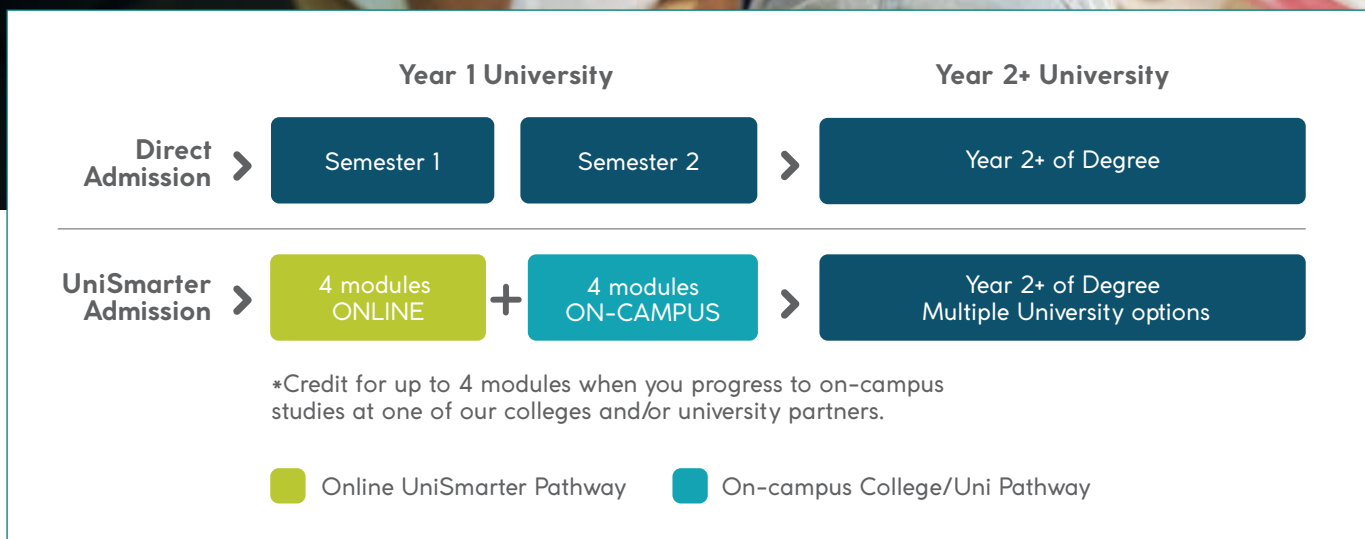 Year 1 University
Year 2+ University
Direct
Admission
Semester 1
Semester 2
Year 2+ of Degree
UniSmarter
Admission
4 modules
ONLINE
+
4 modules
ON-CAMPUS
Year 2+ of Degree
Multiple University options
*Credit for up to 4 modules when you progress to on-campus
studies at one of our colleges and/or university partners.
Online UniSmarter Pathway
On-campus College/Uni Pathway